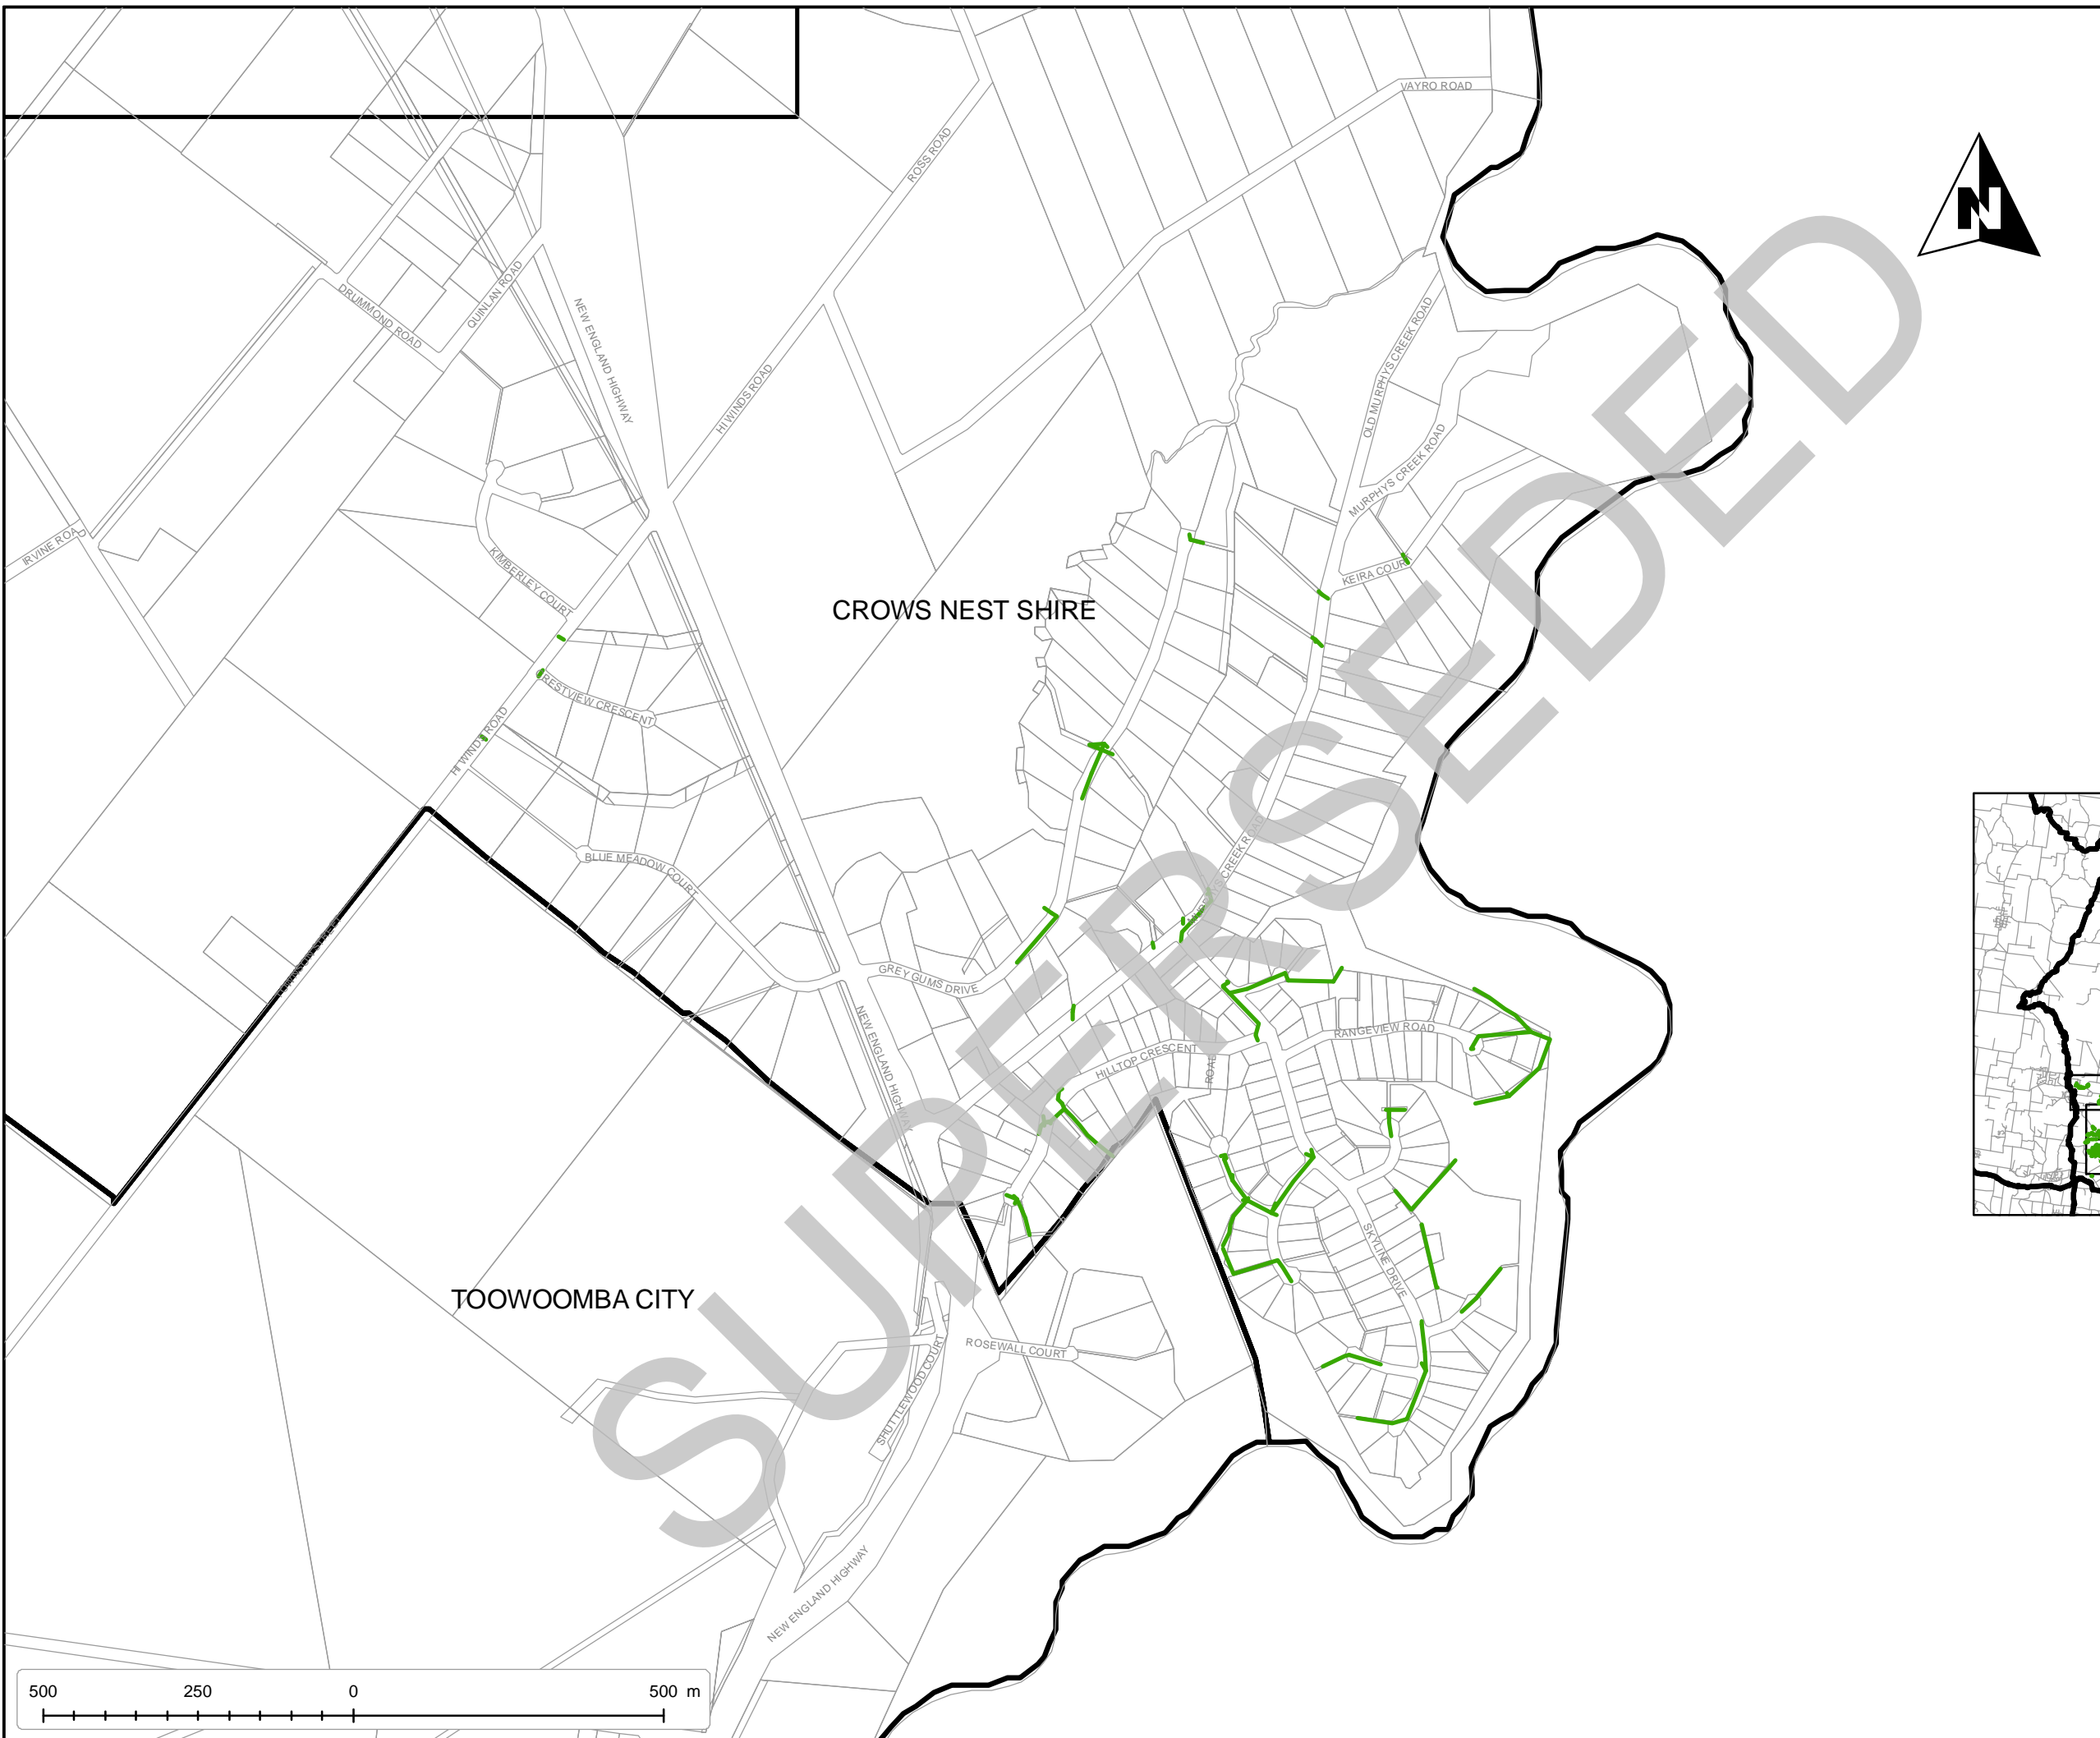 VAYRO ROAD
ROSS ROAD
N
DRUMMOND ROAD
QUINLAN ROAD
NEW ENGLAND HIGHWAY
HI WINDS ROAD
OLD MURPHYS CREEK ROAD
MURPHYS CREEK ROAD
KEIRA COURT
KIMBERLEY COURT
CROWS NEST SHIRE
RESTVIEW CRESCENT
HI WINDS ROAD
BLUE MEADOW COURT
CREEK ROAD
GREY GUMS DRIVE
NEW ENGLAND HIGHWAY
RANGEVIEW ROAD
HILLTOP CRESCENT
ROAD
SKYLINE DRIVE
TOOWOOMBA CITY
ROSEWALL COURT
SHUTTLEWOOD COURT
NEW ENGLAND HIGHWAY
SUPERSEDED
500 250 0 500 m